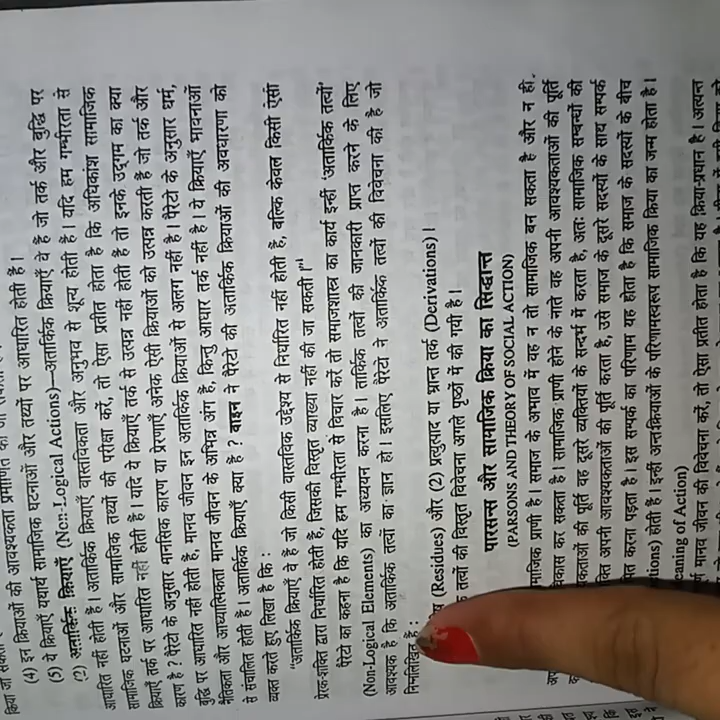 (4) इन क्रियाओं की आवश्यकता प्रमाणित की जा सकती है।
(5) ये क्रियाएँ यथार्थ सामाजिक घटनाओं और तथ्यों पर आधारित होती है।
(2) अतार्किक क्रियाएँ (Non-Logical Actions)—अतार्किक क्रियाएँ वे है जो तर्क और बुद्धि पर
आधारित नहीं होती है। अतार्किक क्रियाएँ वास्तविकता और अनुभव से शून्य होती है। यदि हम गम्भीरता से
सामाजिक घटनाओं और सामाजिक तथ्यों की परीक्षा करें, तो ऐसा प्रतीत होता है कि अधिकांश सामाजिक
क्रियाएँ तर्क पर आधारित नहीं होती है। यदि ये क्रियाएँ तर्क से उत्पन्न नहीं होती है तो इनके उद्गम का क्या
कारण है ? पैरेटो के अनुसार मानसिक कारण या प्रेरणाएँ अनेक ऐसी क्रियाओं को उत्पन्न करती है जो तर्क और
बुद्धि पर आधारित नहीं होती है, मानव जीवन इन अतार्किक क्रियाओं से अलग नहीं है। पैरेटो के अनुसार धर्म,
नैतिकता और आध्यात्मिकता मानव जीवन के अभिन्न अंग है, किन्तु आधार तर्क नहीं है। ये क्रियाएँ भावनाओं
से संचालित होती है। अतार्किक क्रियाएँ क्या है ? वाइन ने पैरेटो की अतार्किक क्रियाओं की अवधारणा को
व्यक्त करते हुए लिखा है कि :
"अतार्किक क्रियाएँ वे है जो किसी वास्तविक उद्देश्य से निर्धारित नहीं होती है, बल्कि केवल किसी ऐसी
प्रेरक-शक्ति द्वारा निर्धारित होती है, जिसकी विस्तृत व्याख्या नहीं की जा सकती।"¹
पैरेटो का कहना है कि यदि हम गम्भीरता से विचार करें तो समाजशास्त्र का कार्य इन्हीं 'अतार्किक तत्वों'
(Non-Logical Elements) का अध्ययन करना है। तार्किक तत्वों की जानकारी प्राप्त करने के लिए
आवश्यक है कि अतार्किक तत्वों का ज्ञान हो। इसलिए पैरेटो ने अतार्किक तत्वों की विवेचना की है जो
निम्नलिखित है :
(Residues) और (2) प्रत्युत्पाद या भ्रान्त तर्क (Derivations)।
तत्वों की विस्तृत विवेचना अगले पृष्ठों में की गयी है।
पारसन्स और सामाजिक क्रिया का सिद्धान्त
(PARSONS AND THEORY OF SOCIAL ACTION)
प्राणी है। समाज के अभाव में वह न तो सामाजिक बन सकता है और न ही
कर सकता है। सामाजिक प्राणी होने के नाते वह अपनी आवश्यकताओं की पूर्ति
की पूर्ति वह दूसरे व्यक्तियों के सन्दर्भ में करता है, अतः सामाजिक सम्बन्धों की
अपनी आवश्यकताओं की पूर्ति करता है, उसे समाज के दूसरे सदस्यों के साथ सम्पर्क
करना पड़ता है। इस सम्पर्क का परिणाम यह होता है कि समाज के सदस्यों के बीच
होती है। इन्हीं अन्तर्क्रियाओं के परिणामस्वरूप सामाजिक क्रिया का जन्म होता है।
of Action)
मानव जीवन की विवेचना करें, तो ऐसा प्रतीत होता है कि यह क्रिया-प्रधान है। अत्यन्त